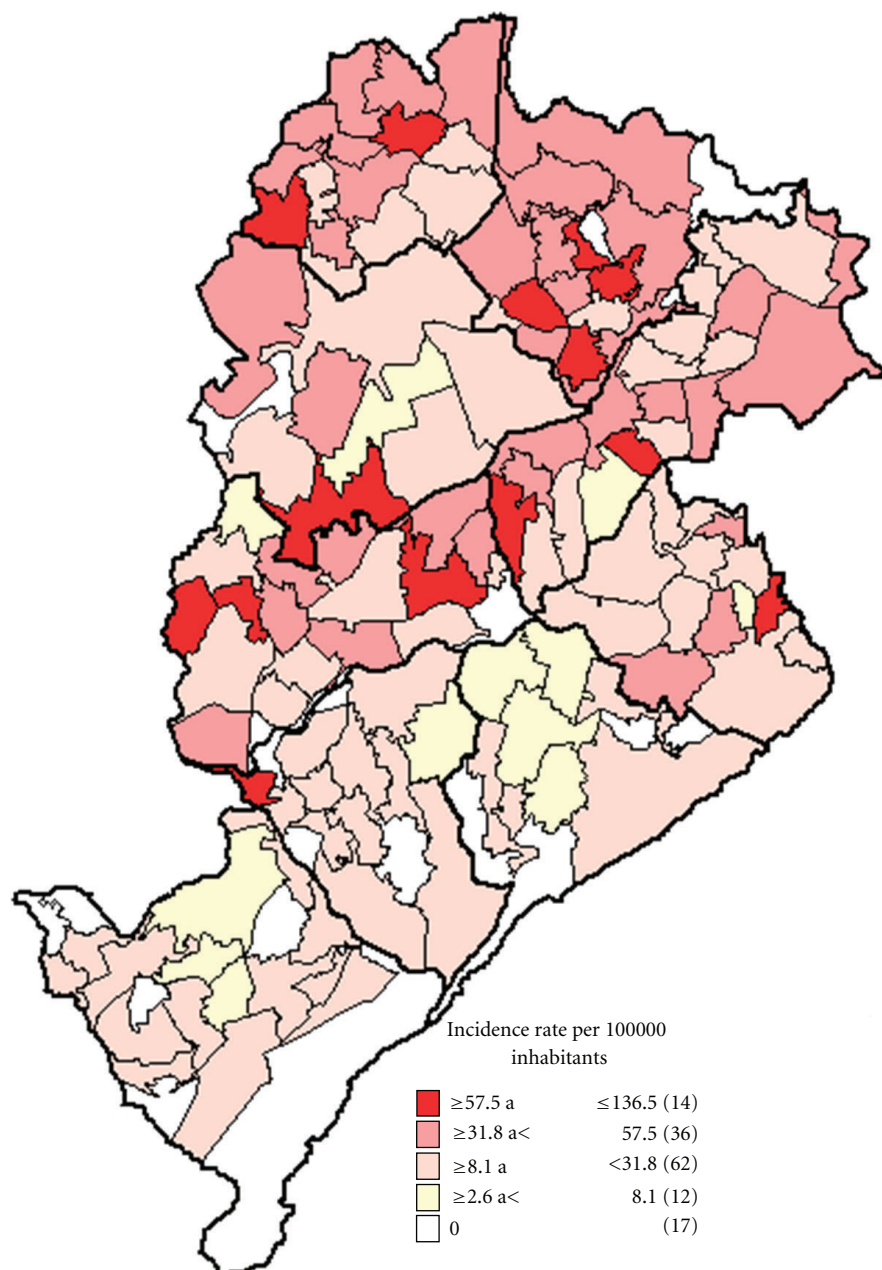 Incidence rate per 100000
inhabitants
≥57.5 a ≤136.5 (14)
≥31.8 a< 57.5 (36)
≥8.1 a <31.8 (62)
≥2.6 a< 8.1 (12)
0 (17)